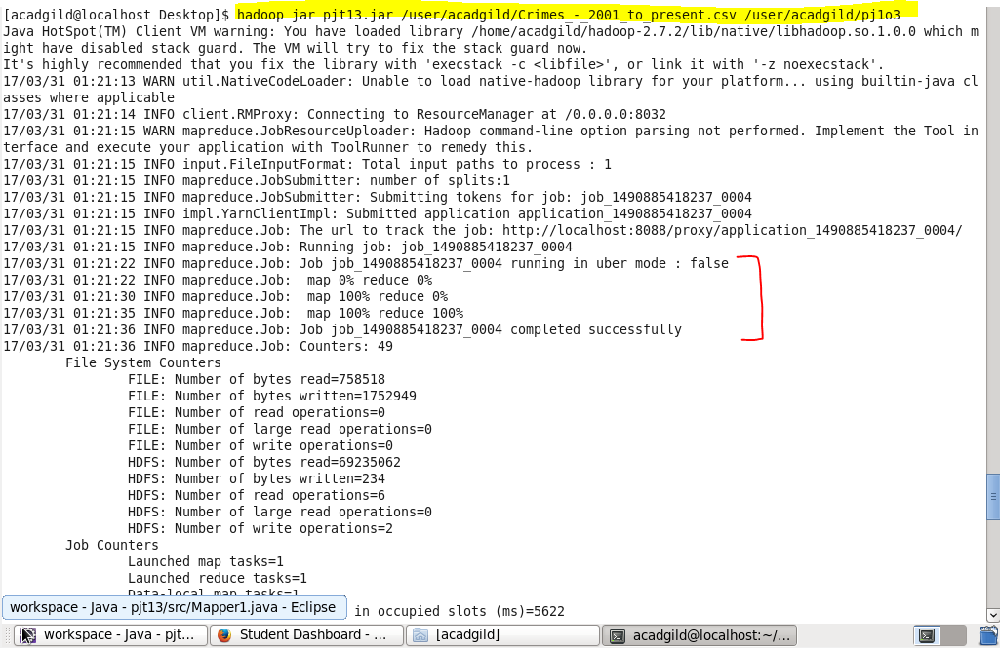 [acadgild@localhost Desktop]$ hadoop jar pjt13.jar /user/acadgild/Crimes_-_2001_to_present.csv /user/acadgild/pj1o3
Java HotSpot(TM) Client VM warning: You have loaded library /home/acadgild/hadoop-2.7.2/lib/native/libhadoop.so.1.0.0 which m
ight have disabled stack guard. The VM will try to fix the stack guard now.
It's highly recommended that you fix the library with 'execstack -c <libfile>', or link it with '-z noexecstack'.
17/03/31 01:21:13 WARN util.NativeCodeLoader: Unable to load native-hadoop library for your platform... using builtin-java cl
asses where applicable
17/03/31 01:21:14 INFO client.RMProxy: Connecting to ResourceManager at /0.0.0.0:8032
17/03/31 01:21:15 WARN mapreduce.JobResourceUploader: Hadoop command-line option parsing not performed. Implement the Tool in
terface and execute your application with ToolRunner to remedy this.
17/03/31 01:21:15 INFO input.FileInputFormat: Total input paths to process : 1
17/03/31 01:21:15 INFO mapreduce.JobSubmitter: number of splits:1
17/03/31 01:21:15 INFO mapreduce.JobSubmitter: Submitting tokens for job: job_1490885418237_0004
17/03/31 01:21:15 INFO impl.YarnClientImpl: Submitted application application_1490885418237_0004
17/03/31 01:21:15 INFO mapreduce.Job: The url to track the job: http://localhost:8088/proxy/application_1490885418237_0004/
17/03/31 01:21:15 INFO mapreduce.Job: Running job: job_1490885418237_0004
17/03/31 01:21:22 INFO mapreduce.Job: Job job_1490885418237_0004 running in uber mode : false
17/03/31 01:21:22 INFO mapreduce.Job:  map 0% reduce 0%
17/03/31 01:21:30 INFO mapreduce.Job:  map 100% reduce 0%
17/03/31 01:21:35 INFO mapreduce.Job:  map 100% reduce 100%
17/03/31 01:21:36 INFO mapreduce.Job: Job job_1490885418237_0004 completed successfully
17/03/31 01:21:36 INFO mapreduce.Job: Counters: 49
File System Counters
FILE: Number of bytes read=758518
FILE: Number of bytes written=1752949
FILE: Number of read operations=0
FILE: Number of large read operations=0
FILE: Number of write operations=0
HDFS: Number of bytes read=69235062
HDFS: Number of bytes written=234
HDFS: Number of read operations=6
HDFS: Number of large read operations=0
HDFS: Number of write operations=2
Job Counters
Launched map tasks=1
Launched reduce tasks=1
Data-local map tasks=1
workspace - Java - pjt13/src/Mapper1.java - Eclipse
in occupied slots (ms)=5622
workspace - Java - pjt...
Student Dashboard - ...
[acadgild]
acadgild@localhost:~/...